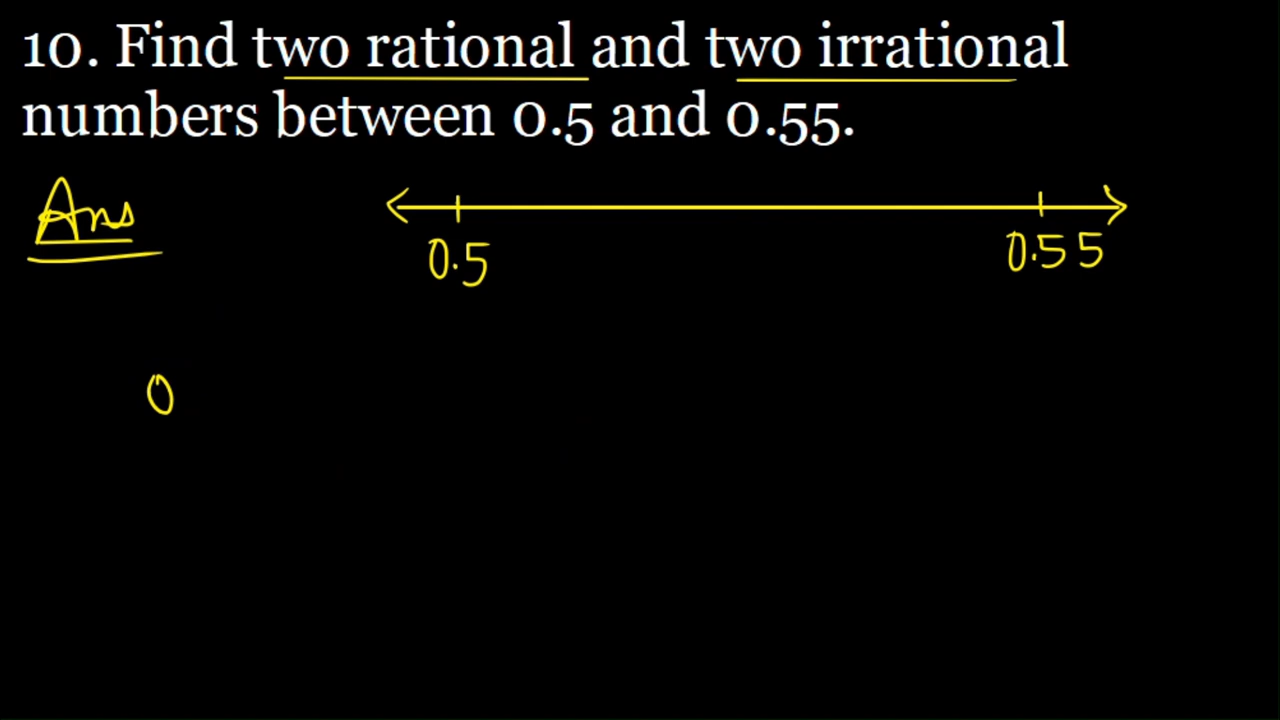 10. Find two rational and two irrational
numbers between 0.5 and 0.55.
Ans
0.5 0.55
0